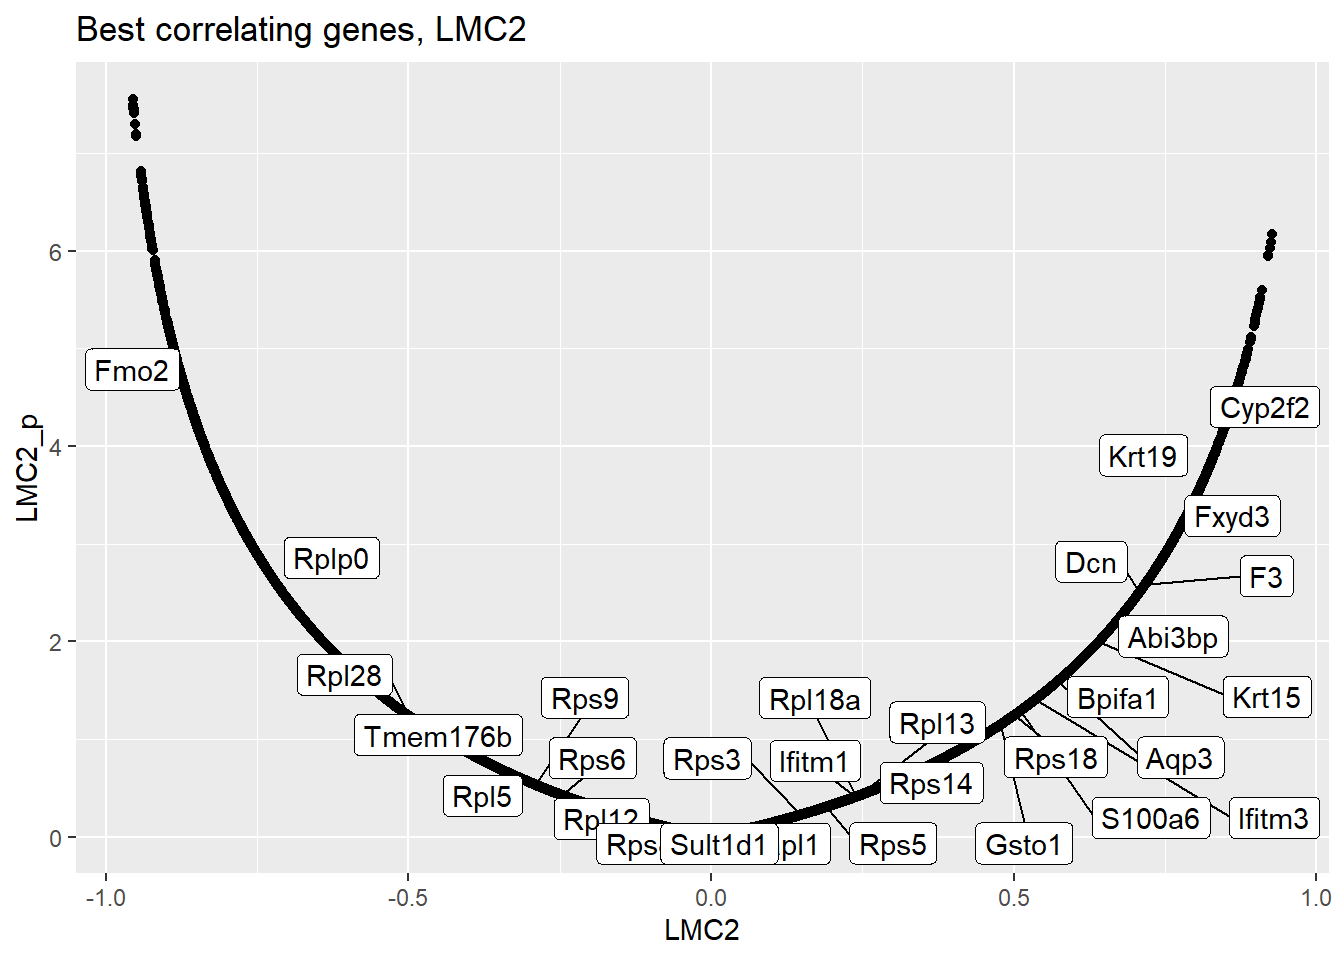 Best correlating genes, LMC2
6
4
2
0
LMC2_p
Fmo2
Cyp2f2
Krt19
Fxyd3
Rplp0
Dcn
F3
Abi3bp
Rpl28
Rps9
Rpl18a
Bpifa1
Krt15
Rpl13
Tmem176b
Rps6
Rps3
Ifitm1
Rps18
Aqp3
Rps14
Rpl5
Rpl12
S100a6
Ifitm3
Sult1d1
Rps5
Gsto1
-1.0 -0.5 0.0 0.5 1.0
LMC2